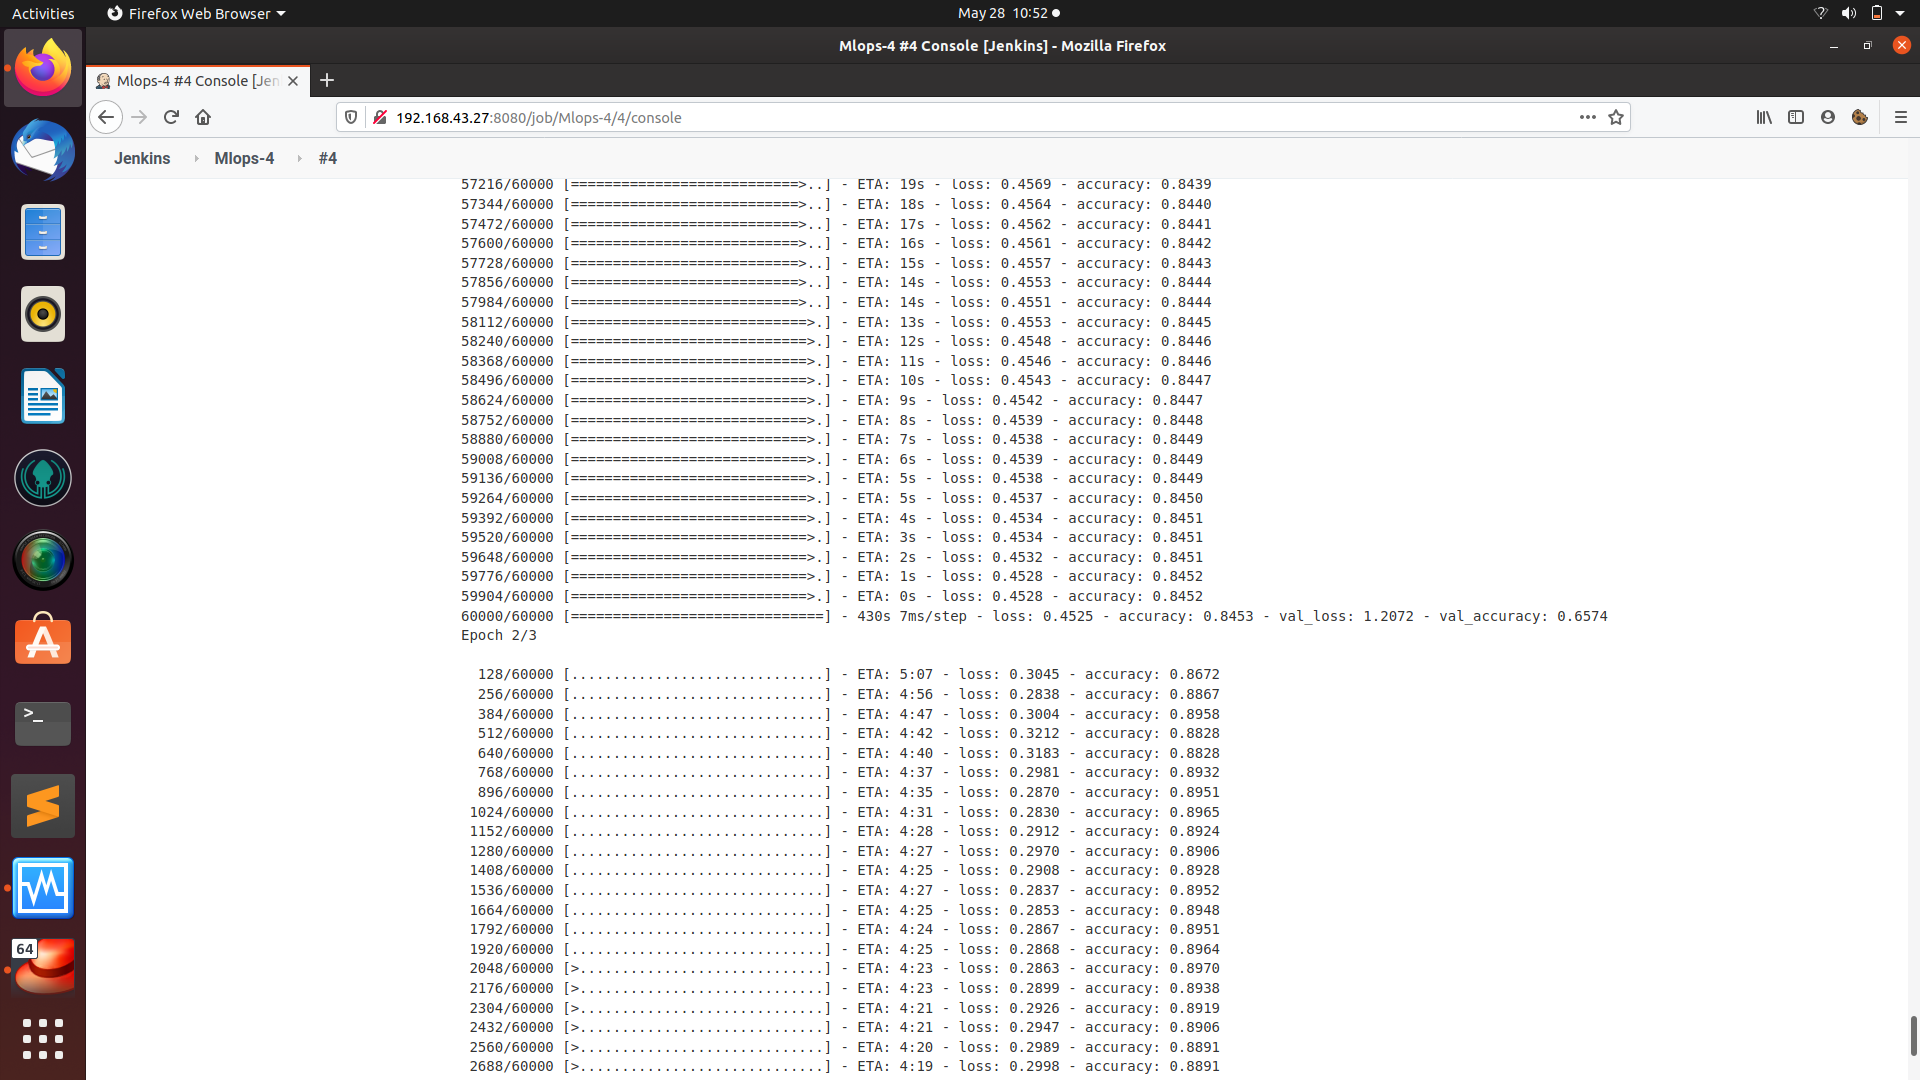 Activities
Firefox Web Browser
May 28 10:52
Mlops-4 #4 Console [Jenkins] - Mozilla Firefox
Mlops-4 #4 Console [Jen
192.168.43.27:8080/job/Mlops-4/4/console
Jenkins
Mlops-4
#4
57216/60000 [===========================>..] - ETA: 19s - loss: 0.4569 - accuracy: 0.8439
57344/60000 [===========================>..] - ETA: 18s - loss: 0.4564 - accuracy: 0.8440
57472/60000 [===========================>..] - ETA: 17s - loss: 0.4562 - accuracy: 0.8441
57600/60000 [===========================>..] - ETA: 16s - loss: 0.4561 - accuracy: 0.8442
57728/60000 [===========================>..] - ETA: 15s - loss: 0.4557 - accuracy: 0.8443
57856/60000 [===========================>..] - ETA: 14s - loss: 0.4553 - accuracy: 0.8444
57984/60000 [===========================>..] - ETA: 14s - loss: 0.4551 - accuracy: 0.8444
58112/60000 [============================>.] - ETA: 13s - loss: 0.4553 - accuracy: 0.8445
58240/60000 [============================>.] - ETA: 12s - loss: 0.4548 - accuracy: 0.8446
58368/60000 [============================>.] - ETA: 11s - loss: 0.4546 - accuracy: 0.8446
58496/60000 [============================>.] - ETA: 10s - loss: 0.4543 - accuracy: 0.8447
58624/60000 [============================>.] - ETA: 9s - loss: 0.4542 - accuracy: 0.8447
58752/60000 [============================>.] - ETA: 8s - loss: 0.4539 - accuracy: 0.8448
58880/60000 [============================>.] - ETA: 7s - loss: 0.4538 - accuracy: 0.8449
59008/60000 [============================>.] - ETA: 6s - loss: 0.4539 - accuracy: 0.8449
59136/60000 [============================>.] - ETA: 5s - loss: 0.4538 - accuracy: 0.8449
59264/60000 [============================>.] - ETA: 5s - loss: 0.4537 - accuracy: 0.8450
59392/60000 [============================>.] - ETA: 4s - loss: 0.4534 - accuracy: 0.8451
59520/60000 [============================>.] - ETA: 3s - loss: 0.4534 - accuracy: 0.8451
59648/60000 [============================>.] - ETA: 2s - loss: 0.4532 - accuracy: 0.8451
59776/60000 [============================>.] - ETA: 1s - loss: 0.4528 - accuracy: 0.8452
59904/60000 [============================>.] - ETA: 0s - loss: 0.4528 - accuracy: 0.8452
60000/60000 [==============================] - 430s 7ms/step - loss: 0.4525 - accuracy: 0.8453 - val_loss: 1.2072 - val_accuracy: 0.6574
Epoch 2/3
128/60000 [..............................] - ETA: 5:07 - loss: 0.3045 - accuracy: 0.8672
256/60000 [..............................] - ETA: 4:56 - loss: 0.2838 - accuracy: 0.8867
384/60000 [..............................] - ETA: 4:47 - loss: 0.3004 - accuracy: 0.8958
512/60000 [..............................] - ETA: 4:42 - loss: 0.3212 - accuracy: 0.8828
640/60000 [..............................] - ETA: 4:40 - loss: 0.3183 - accuracy: 0.8828
768/60000 [..............................] - ETA: 4:37 - loss: 0.2981 - accuracy: 0.8932
896/60000 [..............................] - ETA: 4:35 - loss: 0.2870 - accuracy: 0.8951
1024/60000 [..............................] - ETA: 4:31 - loss: 0.2830 - accuracy: 0.8965
1152/60000 [..............................] - ETA: 4:28 - loss: 0.2912 - accuracy: 0.8924
1280/60000 [..............................] - ETA: 4:27 - loss: 0.2970 - accuracy: 0.8906
1408/60000 [..............................] - ETA: 4:25 - loss: 0.2908 - accuracy: 0.8928
1536/60000 [..............................] - ETA: 4:27 - loss: 0.2837 - accuracy: 0.8952
1664/60000 [..............................] - ETA: 4:25 - loss: 0.2853 - accuracy: 0.8948
1792/60000 [..............................] - ETA: 4:24 - loss: 0.2867 - accuracy: 0.8951
1920/60000 [..............................] - ETA: 4:25 - loss: 0.2868 - accuracy: 0.8964
2048/60000 [>.............................] - ETA: 4:23 - loss: 0.2863 - accuracy: 0.8970
2176/60000 [>.............................] - ETA: 4:23 - loss: 0.2899 - accuracy: 0.8938
2304/60000 [>.............................] - ETA: 4:21 - loss: 0.2926 - accuracy: 0.8919
2432/60000 [>.............................] - ETA: 4:21 - loss: 0.2947 - accuracy: 0.8906
2560/60000 [>.............................] - ETA: 4:20 - loss: 0.2989 - accuracy: 0.8891
2688/60000 [>.............................] - ETA: 4:19 - loss: 0.2998 - accuracy: 0.8891
>_
64